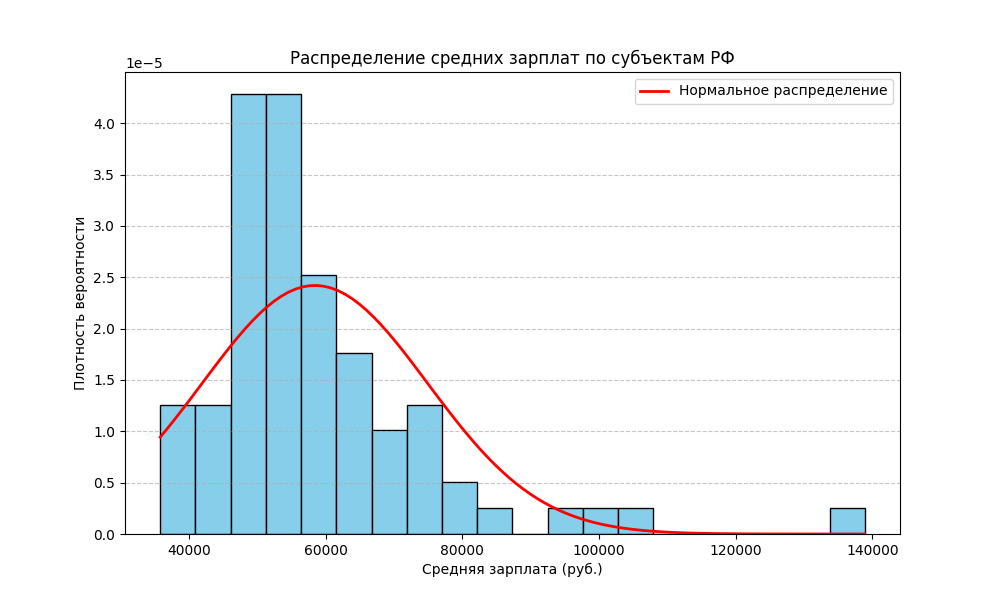 Распределение средних зарплат по субъектам РФ
1e−5
Нормальное распределение
4.0
3.5
3.0
2.5
2.0
1.5
1.0
0.5
0.0
Плотность вероятности
40000 60000 80000 100000 120000 140000
Средняя зарплата (руб.)